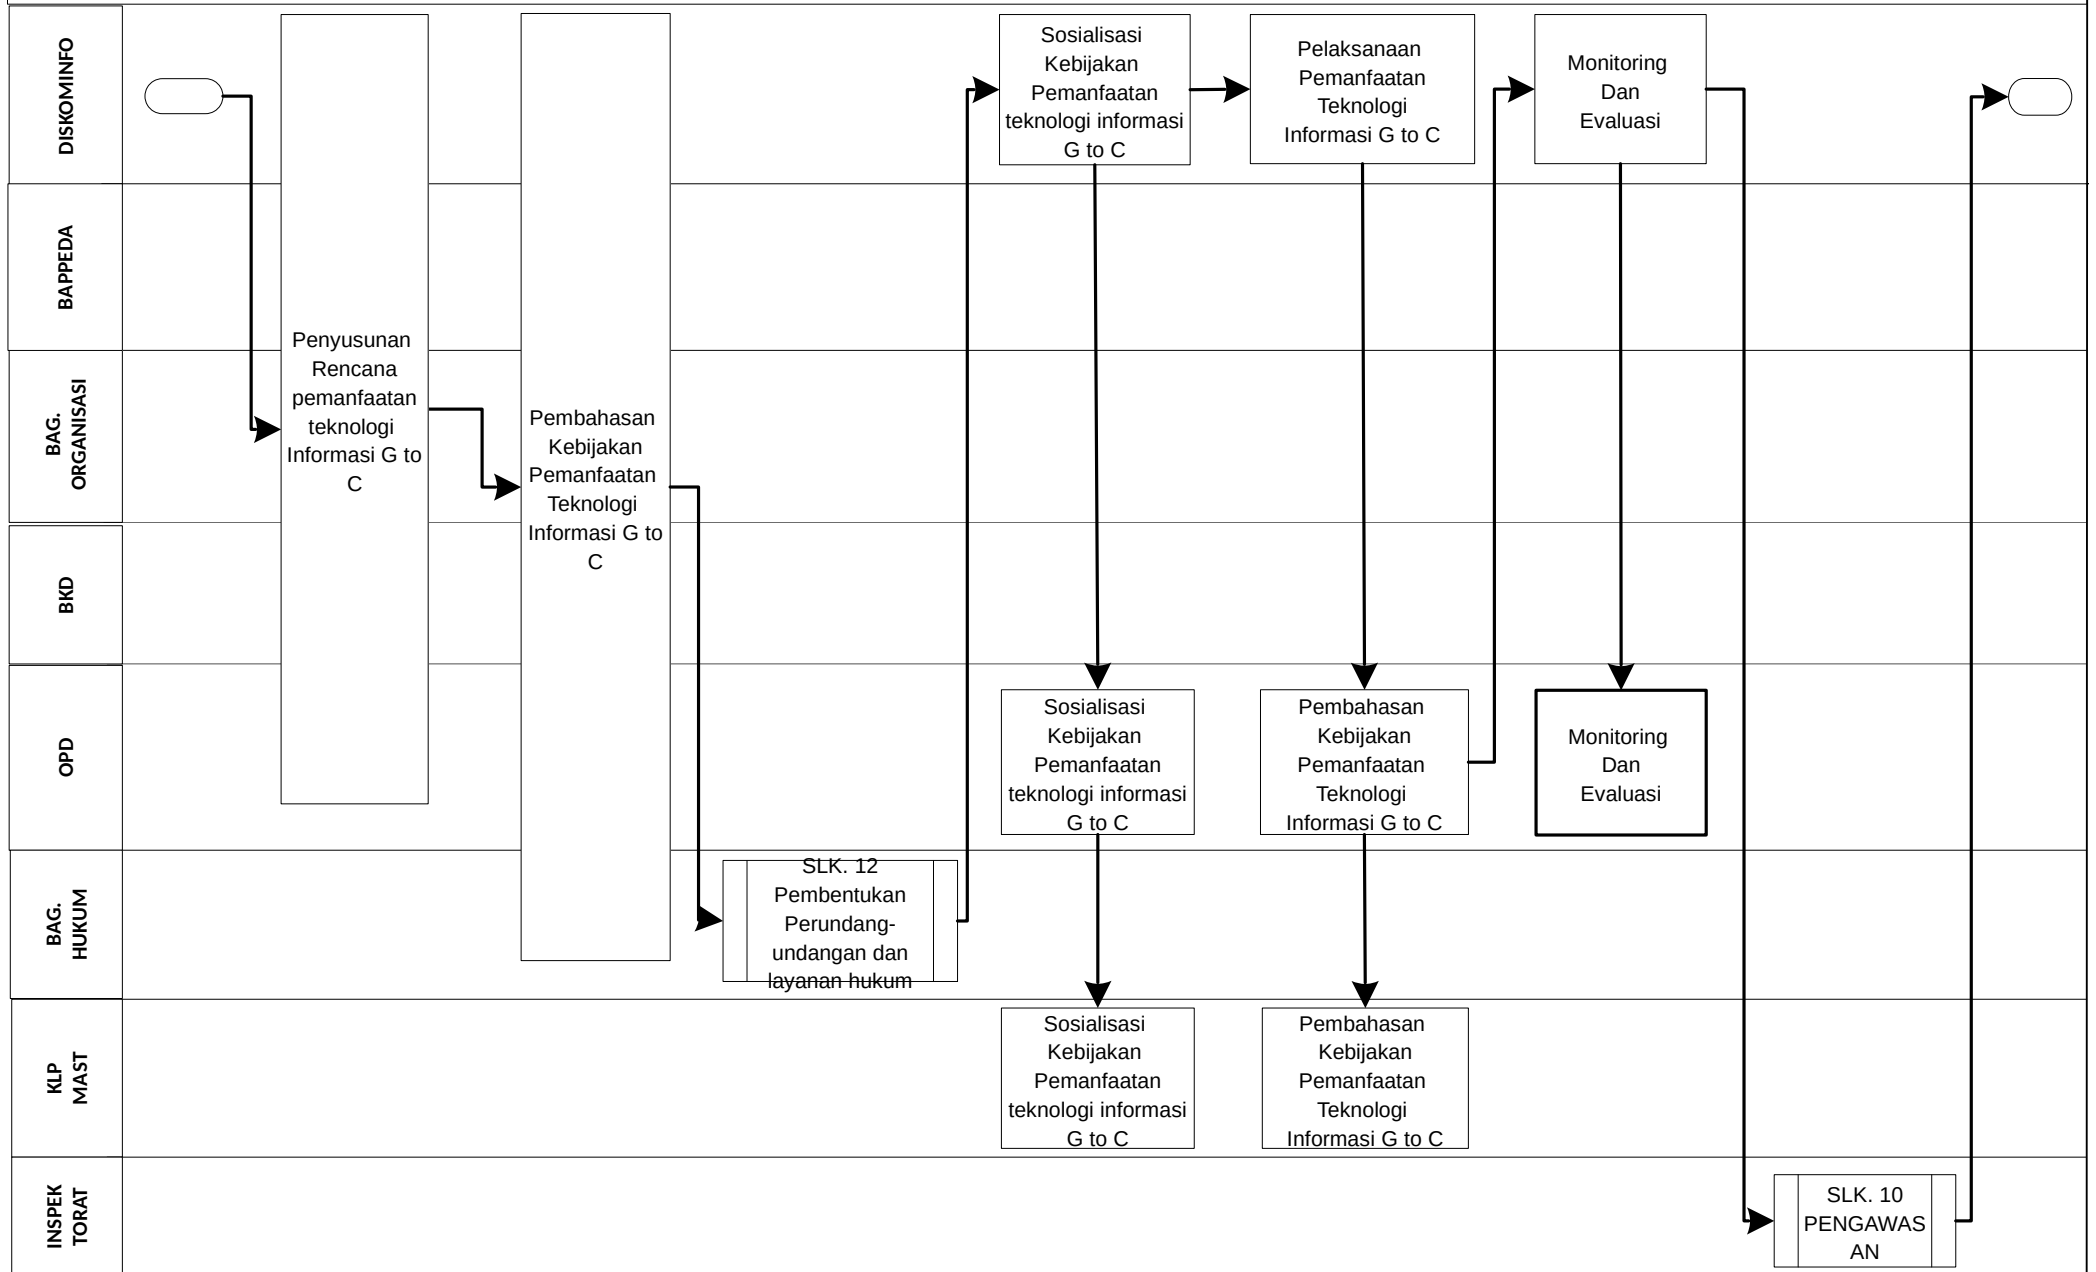 DISKOMINFO
Sosialisasi
Kebijakan
Pemanfaatan
teknologi informasi
G to C
Pelaksanaan
Pemanfaatan
Teknologi
Informasi G to C
Monitoring
Dan
Evaluasi
BAPPEDA
Penyusunan
Rencana
pemanfaatan
teknologi
Informasi G to
C
BAG.
ORGANISASI
Pembahasan
Kebijakan
Pemanfaatan
Teknologi
Informasi G to
C
BKD
OPD
Sosialisasi
Kebijakan
Pemanfaatan
teknologi informasi
G to C
Pembahasan
Kebijakan
Pemanfaatan
Teknologi
Informasi G to C
Monitoring
Dan
Evaluasi
BAG.
HUKUM
SLK. 12
Pembentukan
Perundang-
undangan dan
layanan hukum
KLP
MAST
Sosialisasi
Kebijakan
Pemanfaatan
teknologi informasi
G to C
Pembahasan
Kebijakan
Pemanfaatan
Teknologi
Informasi G to C
INSPEK
TORAT
SLK. 10
PENGAWAS
AN